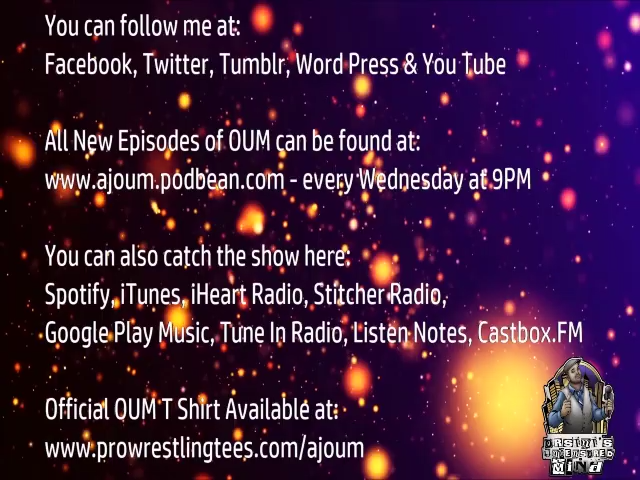 You can follow me at:
Facebook, Twitter, Tumblr, Word Press & You Tube
All New Episodes of OUM can be found at:
www.ajoum.podbean.com - every Wednesday at 9PM
You can also catch the show here:
Spotify, iTunes, iHeart Radio, Stitcher Radio,
Google Play Music, Tune In Radio, Listen Notes, Castbox.FM
Official OUM T Shirt Available at:
www.prowrestlingtees.com/ajoum
ORSINI'S
UNCENSORED
MIND